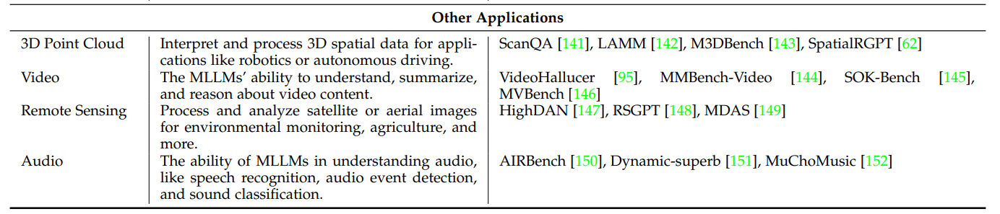 Other Applications
3D Point Cloud
Interpret and process 3D spatial data for appli-
cations like robotics or autonomous driving.
ScanQA [141], LAMM [142], M3DBench [143], SpatialRGPT [62]
Video
The MLLMs' ability to understand, summarize,
and reason about video content.
VideoHallucer [95], MMBench-Video [144], SOK-Bench [145],
MVBench [146]
Remote Sensing
Process and analyze satellite or aerial images
for environmental monitoring, agriculture, and
more.
HighDAN [147], RSGPT [148], MDAS [149]
Audio
The ability of MLLMs in understanding audio,
like speech recognition, audio event detection,
and sound classification.
AIRBench [150], Dynamic-superb [151], MuChoMusic [152]